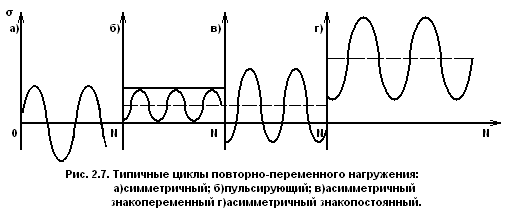 σ
а) б) в) г)
0 N N N N
Рис. 2.7. Типичные циклы повторно-переменного нагружения:
а)симметричный; б)пульсирующий; в)асимметричный
знакопеременный г)асимметричный знакопостоянный.